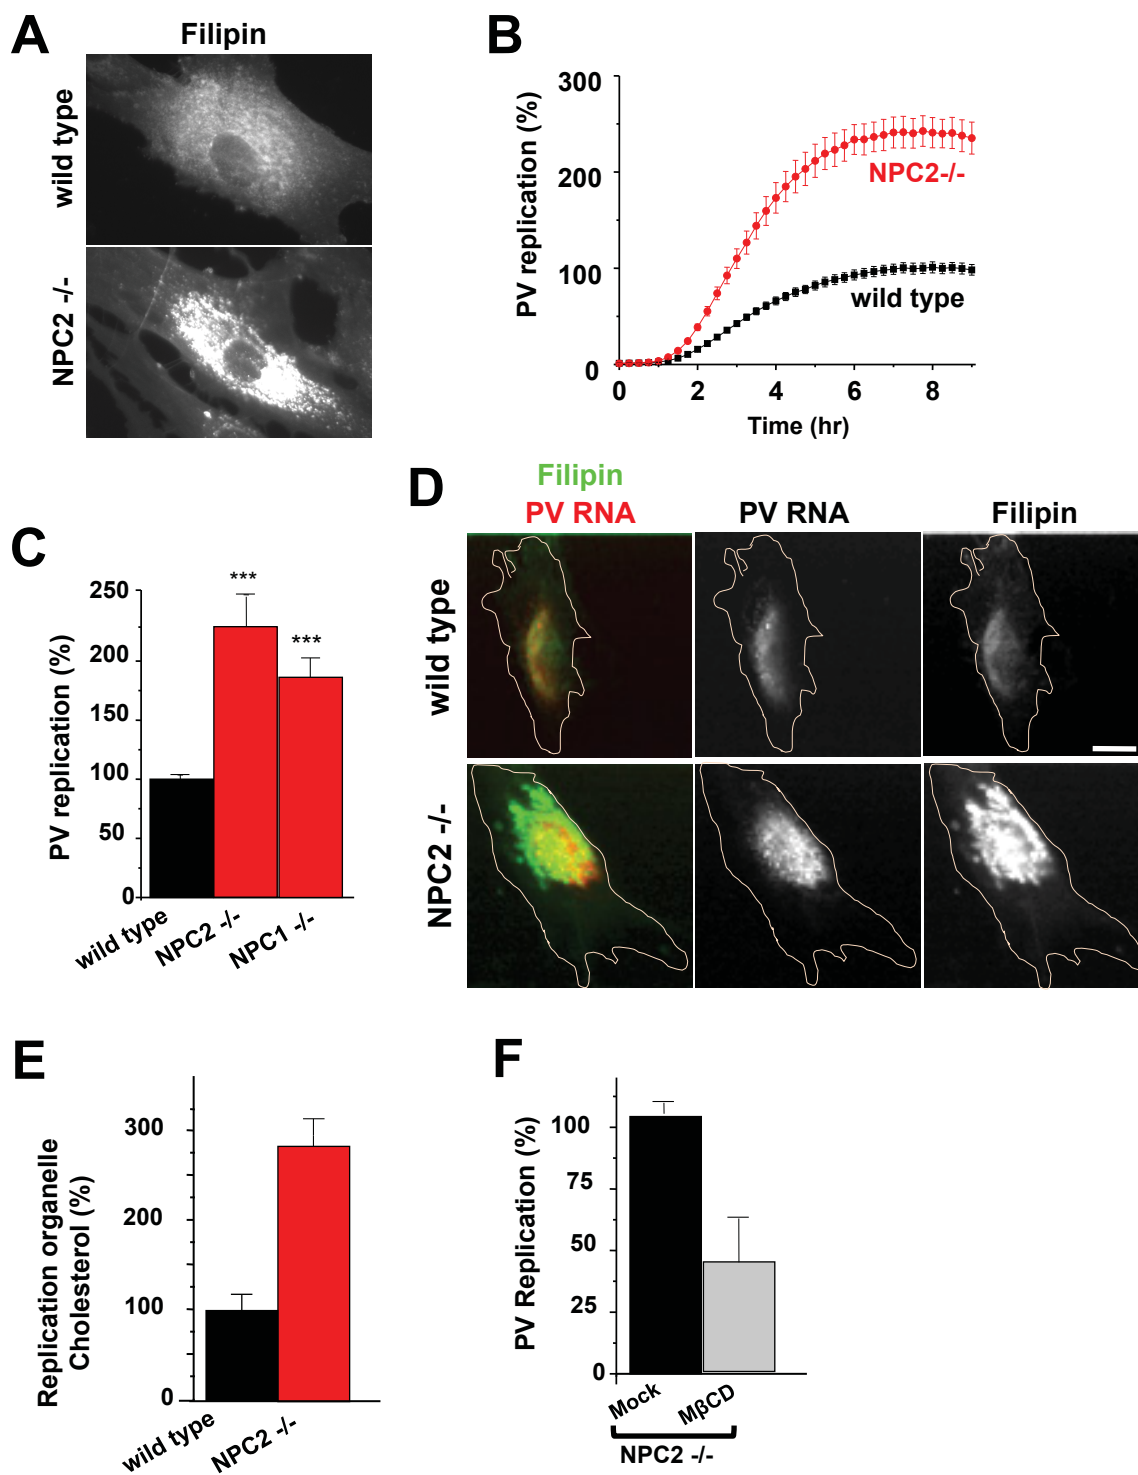 A
Filipin
wild type
NPC2 -/-
B
PV replication (%)
300
200
100
0
NPC2-/-
wild type
0 2 4 6 8
Time (hr)
C
PV replication (%)
250
200
150
100
50
0
***
***
wild type
NPC2 -/-
NPC1 -/-
D
Filipin
PV RNA
PV RNA
Filipin
wild type
NPC2 -/-
E
Replication organelle
Cholesterol (%)
300
200
100
0
wild type
NPC2 -/-
F
PV Replication (%)
100
75
50
25
0
Mock
MβCD
NPC2 -/-